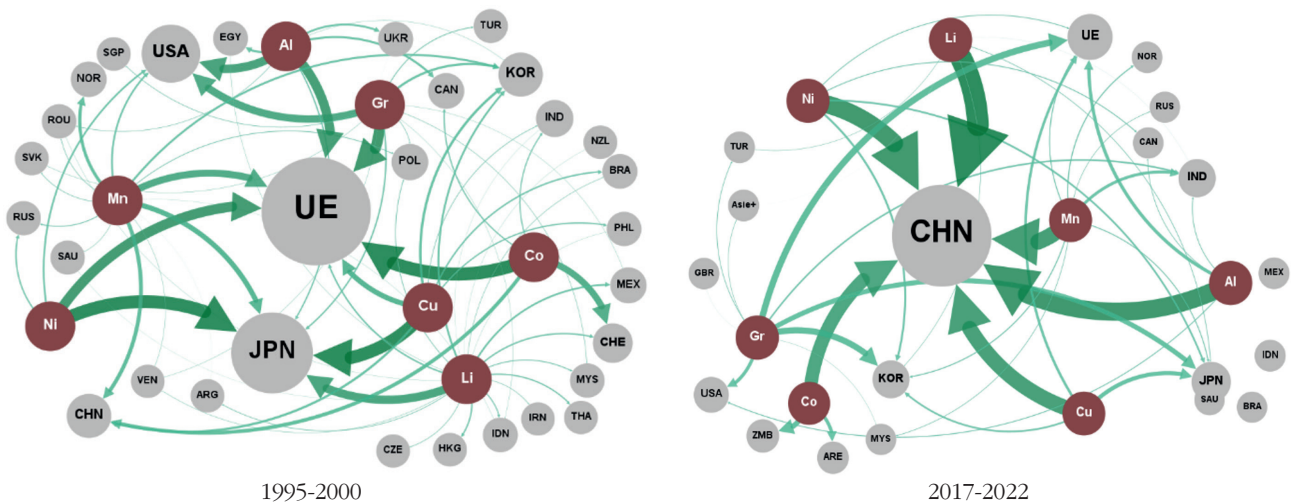 EGY
Al
TUR
USA
UKR
SGP
NOR
KOR
CAN
Gr
ROU
IND
NZL
SVK
POL
BRA
Mn
RUS
UE
PHL
SAU
Co
MEX
Ni
Cu
CHE
JPN
VEN
Li
MYS
ARG
CHN
THA
IRN
IDN
CZE
HKG
1995-2000
Li
UE
NOR
Ni
RUS
TUR
CAN
IND
Asie+
Mn
CHN
GBR
Al
MEX
Gr
IDN
KOR
JPN
USA
SAU
Co
BRA
Cu
ZMB
MYS
ARE
2017-2022